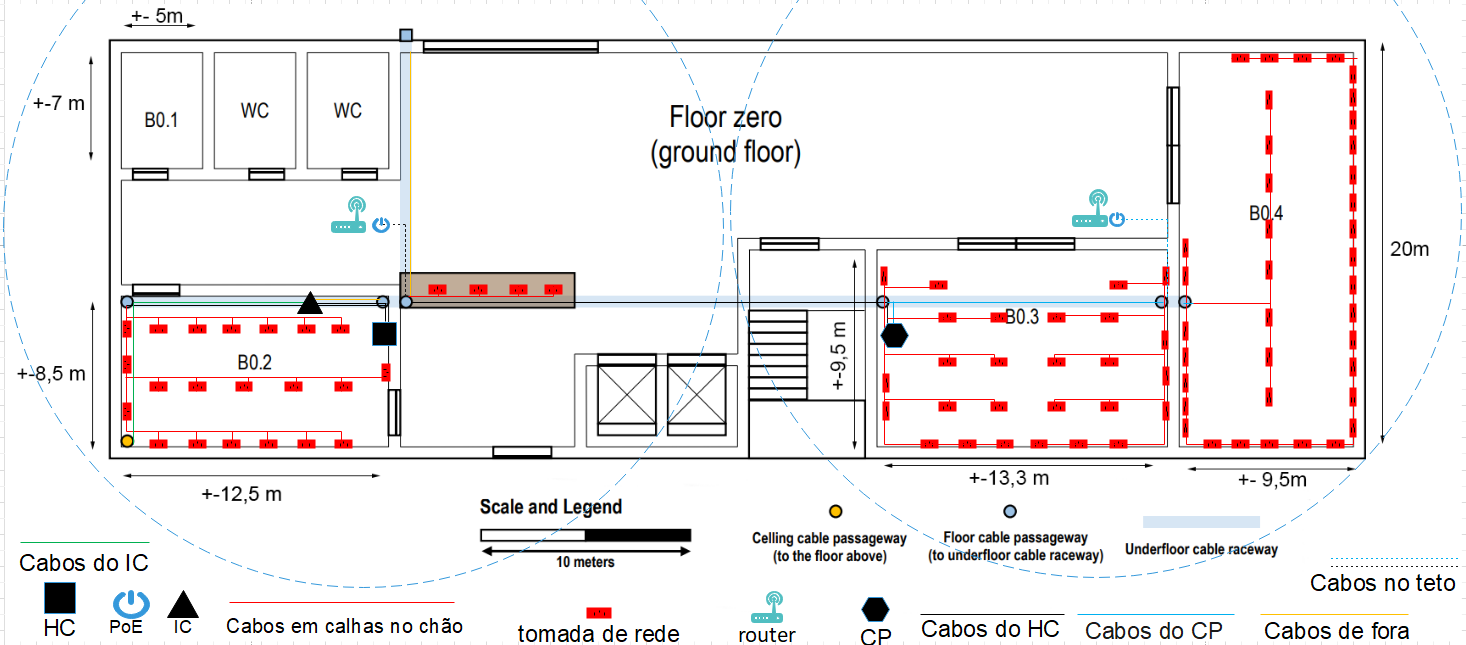 +- 5m
+-7 m
B0.1
WC
WC
Floor zero
(ground floor)
B0.4
20m
B0.3
B0.2
+-8,5 m
+-9,5 m
+-12,5 m
+-13,3 m
+- 9,5m
Scale and Legend
10 meters
Celling cable passageway
(to the floor above)
Floor cable passageway
(to underfloor cable raceway)
Underfloor cable raceway
Cabos do IC
Cabos no teto
HC
PoE
IC
Cabos em calhas no chão
tomada de rede
router
CP
Cabos do HC
Cabos do CP
Cabos de fora